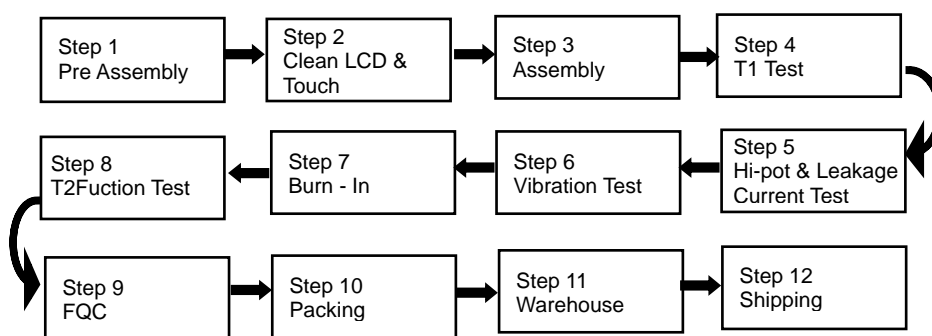 Step 1
Pre Assembly
Step 2
Clean LCD &
Touch
Step 3
Assembly
Step 4
T1 Test
Step 5
Hi-pot & Leakage
Current Test
Step 6
Vibration Test
Step 7
Burn - In
Step 8
T2Fuction Test
Step 9
FQC
Step 10
Packing
Step 11
Warehouse
Step 12
Shipping